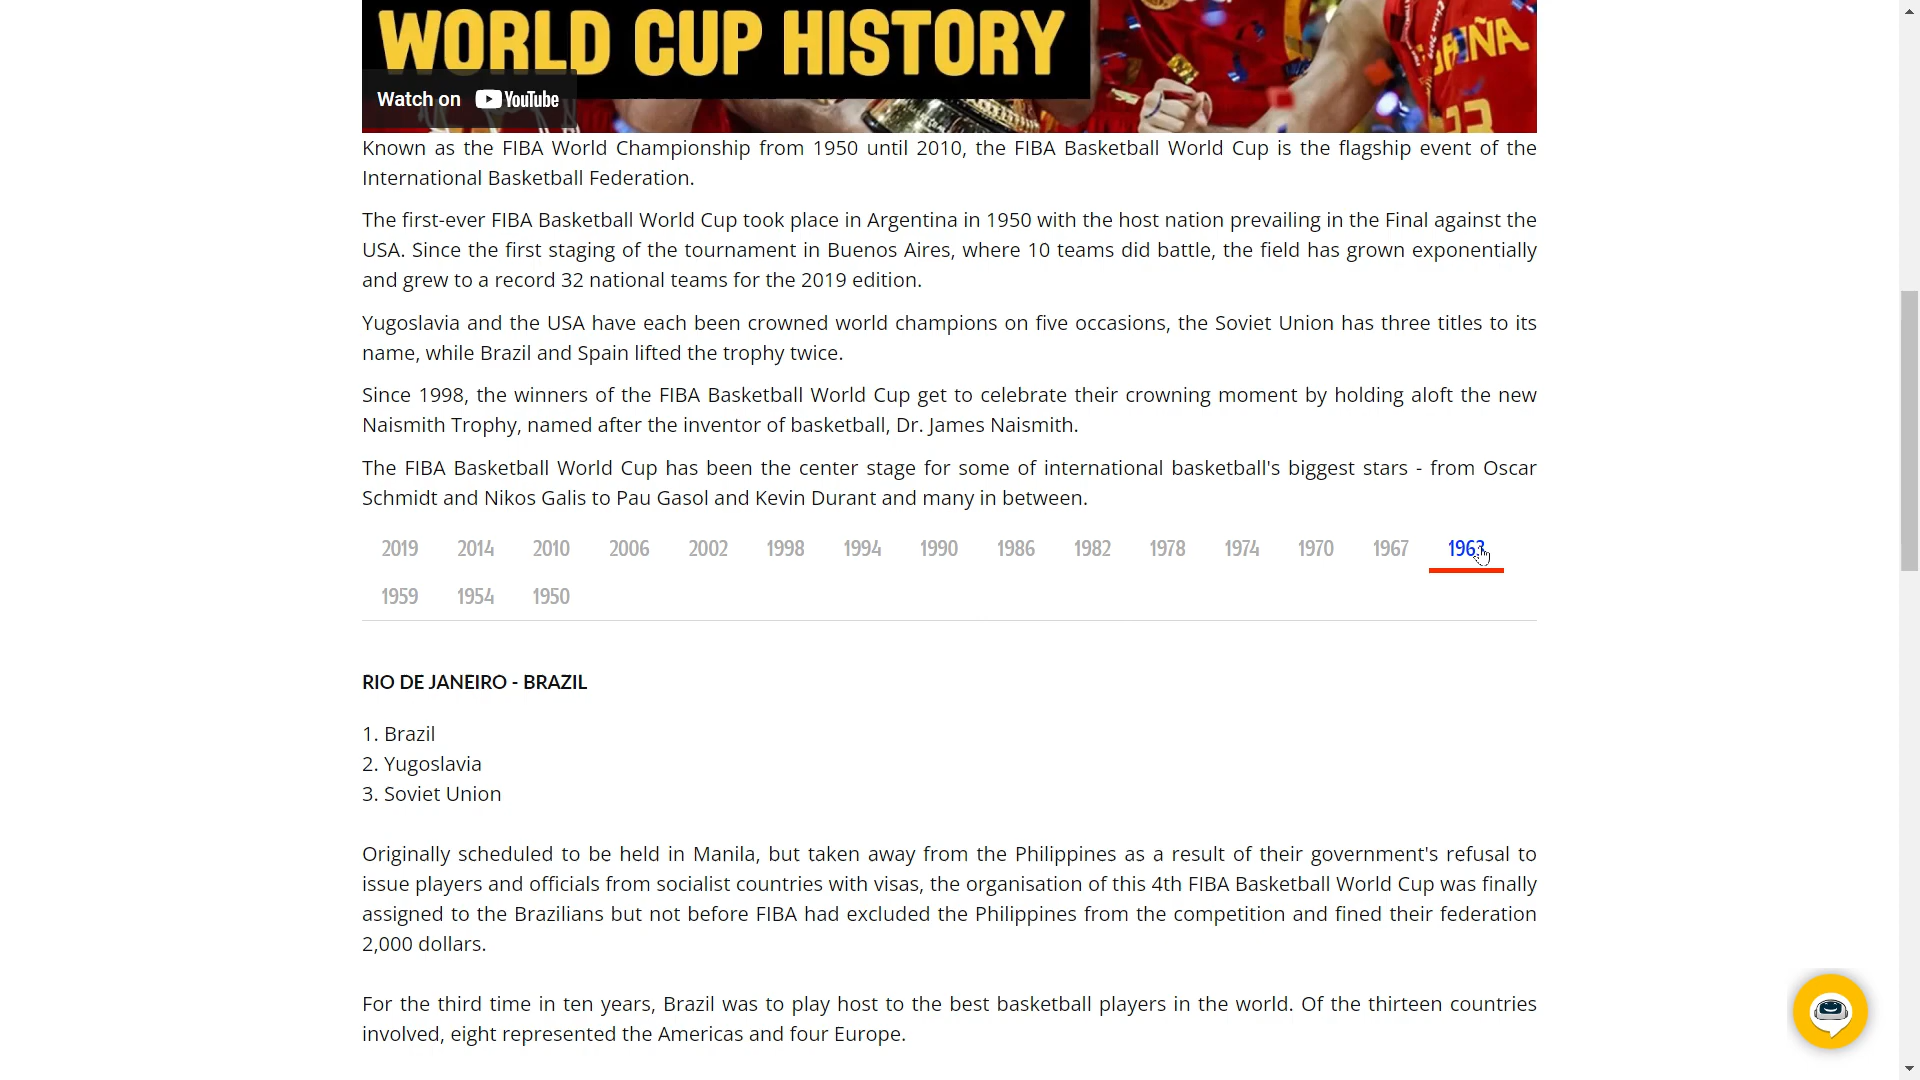 WORLD CUP HISTORY
ESPAÑA
23
Watch on YouTube
Known as the FIBA World Championship from 1950 until 2010, the FIBA Basketball World Cup is the flagship event of the
International Basketball Federation.
The first-ever FIBA Basketball World Cup took place in Argentina in 1950 with the host nation prevailing in the Final against the
USA. Since the first staging of the tournament in Buenos Aires, where 10 teams did battle, the field has grown exponentially
and grew to a record 32 national teams for the 2019 edition.
Yugoslavia and the USA have each been crowned world champions on five occasions, the Soviet Union has three titles to its
name, while Brazil and Spain lifted the trophy twice.
Since 1998, the winners of the FIBA Basketball World Cup get to celebrate their crowning moment by holding aloft the new
Naismith Trophy, named after the inventor of basketball, Dr. James Naismith.
The FIBA Basketball World Cup has been the center stage for some of international basketball's biggest stars - from Oscar
Schmidt and Nikos Galis to Pau Gasol and Kevin Durant and many in between.
2019 2014 2010 2006 2002 1998 1994 1990 1986 1982 1978 1974 1970 1967 1963
1959 1954 1950
RIO DE JANEIRO - BRAZIL
1. Brazil
2. Yugoslavia
3. Soviet Union
Originally scheduled to be held in Manila, but taken away from the Philippines as a result of their government's refusal to
issue players and officials from socialist countries with visas, the organisation of this 4th FIBA Basketball World Cup was finally
assigned to the Brazilians but not before FIBA had excluded the Philippines from the competition and fined their federation
2,000 dollars.
For the third time in ten years, Brazil was to play host to the best basketball players in the world. Of the thirteen countries
involved, eight represented the Americas and four Europe.